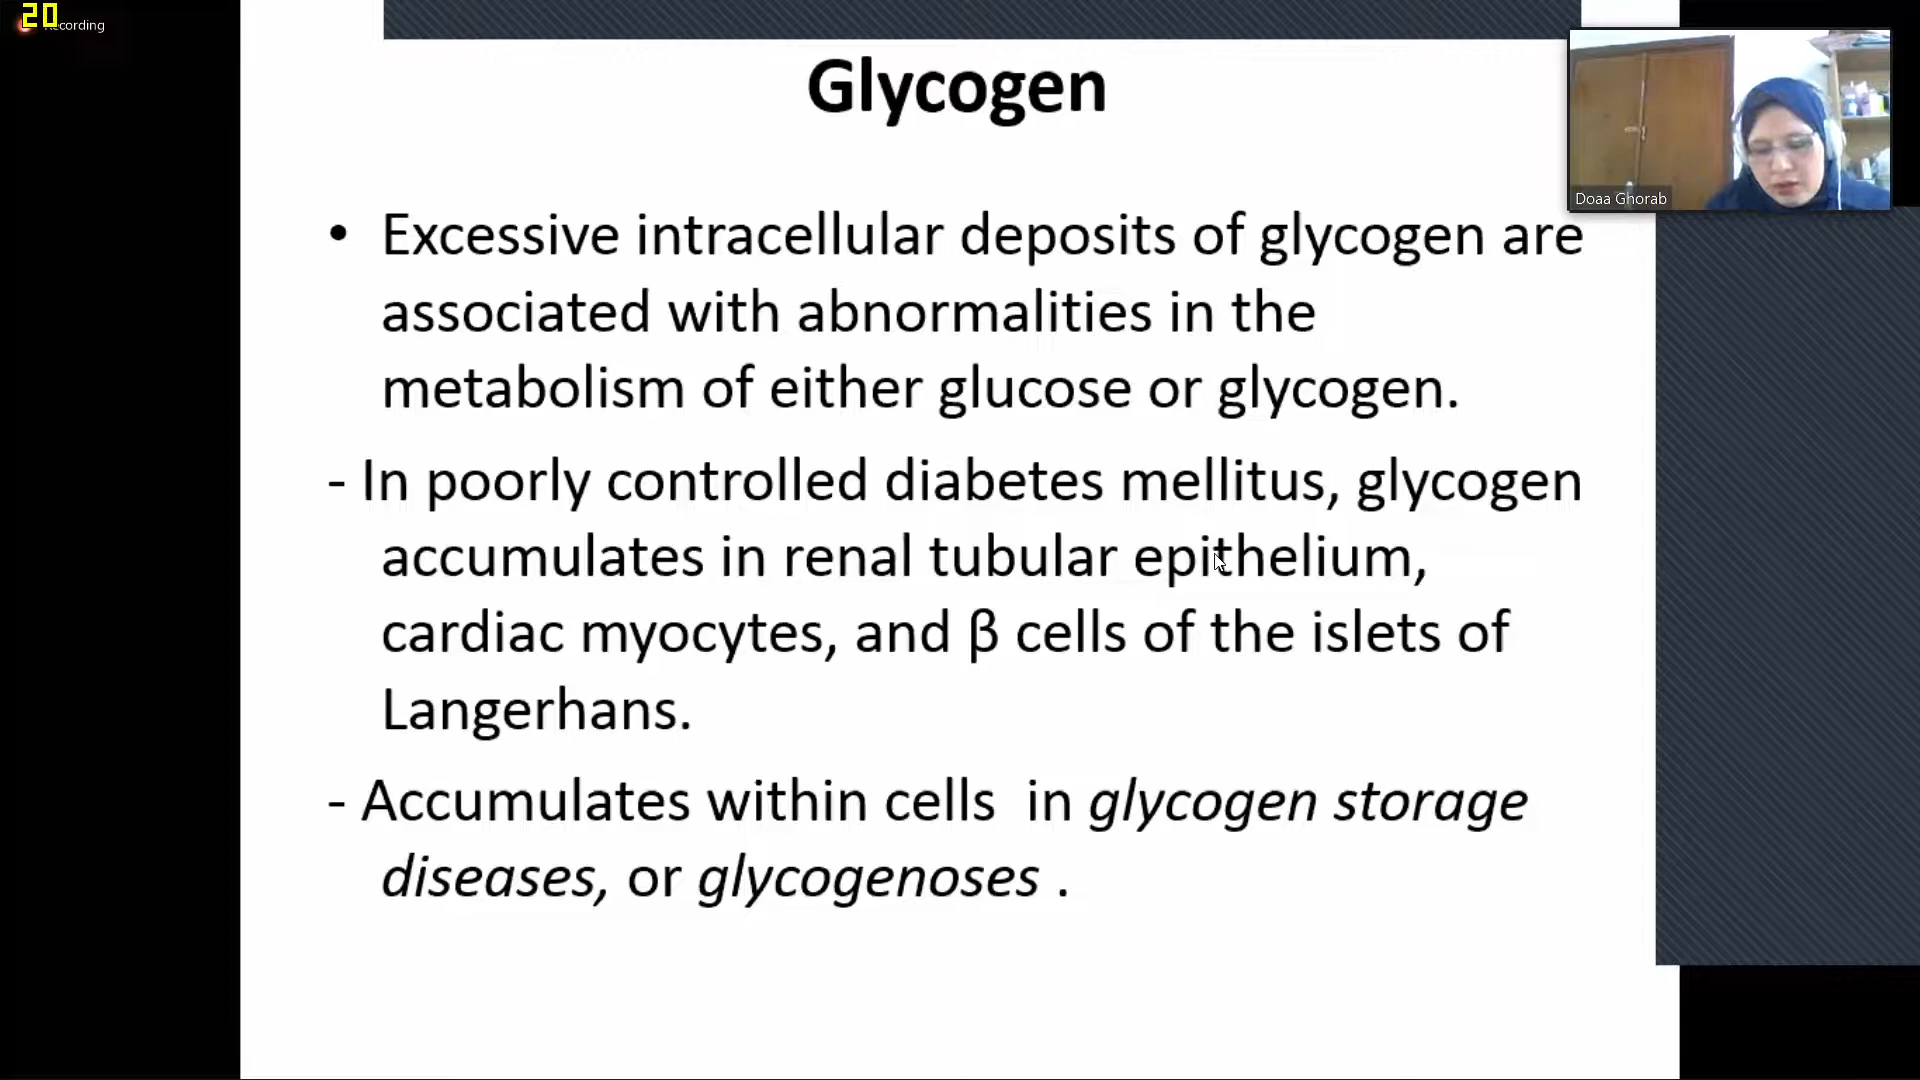 20
cording
Glycogen
Doaa Ghorab
• Excessive intracellular deposits of glycogen are
associated with abnormalities in the
metabolism of either glucose or glycogen.
- In poorly controlled diabetes mellitus, glycogen
accumulates in renal tubular epithelium,
cardiac myocytes, and β cells of the islets of
Langerhans.
- Accumulates within cells in glycogen storage
diseases, or glycogenoses .